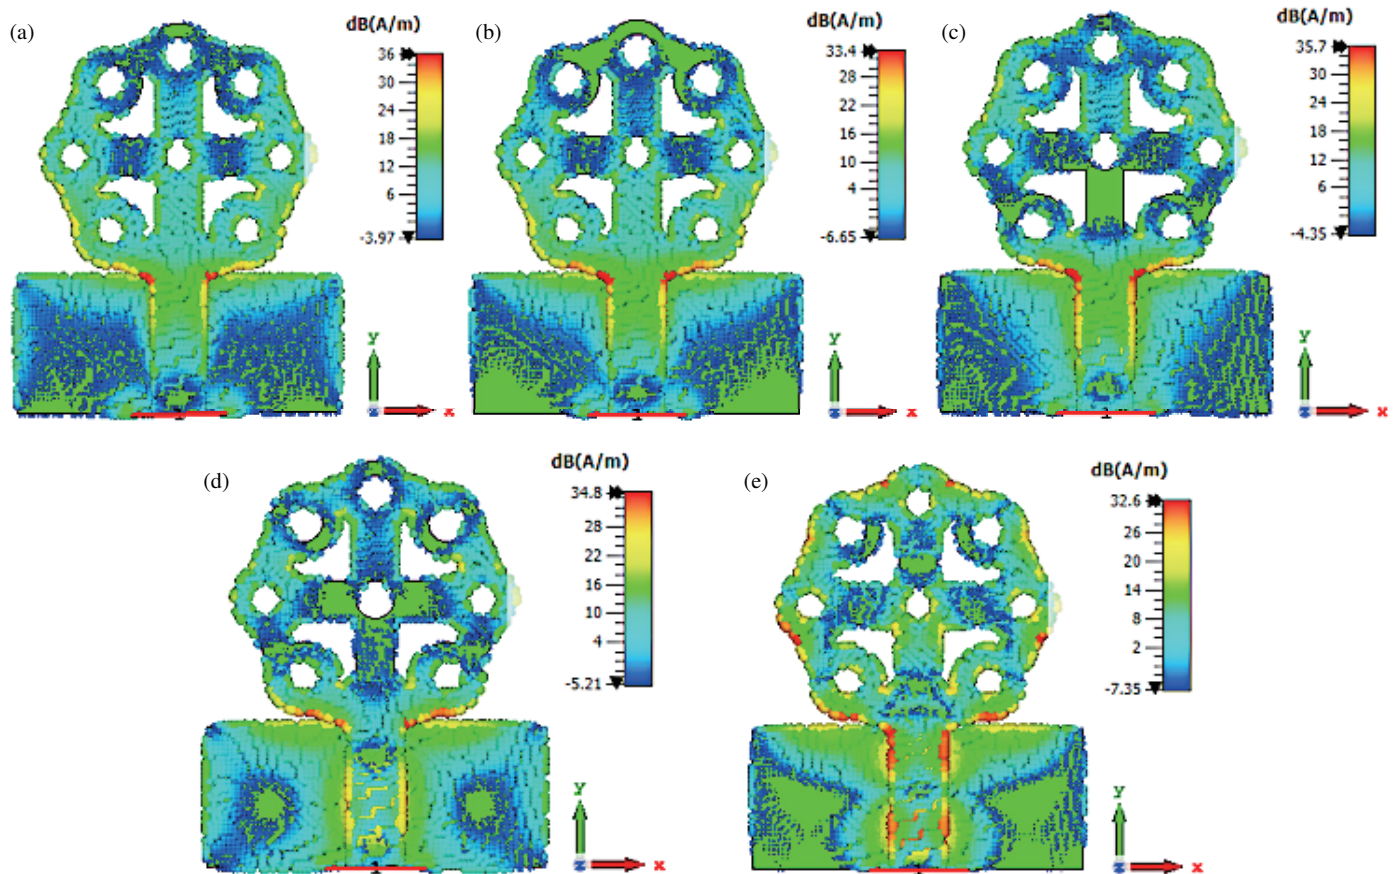 (a)
dB(A/m)
36
30
24
18
12
6
-3.97
y
z
x
(b)
dB(A/m)
33.4
28
22
16
10
4
-6.65
y
z
x
(c)
dB(A/m)
35.7
30
24
18
12
6
-4.35
y
z
x
(d)
dB(A/m)
34.8
28
22
16
10
4
-5.21
y
z
x
(e)
dB(A/m)
32.6
26
20
14
8
2
-7.35
y
z
x